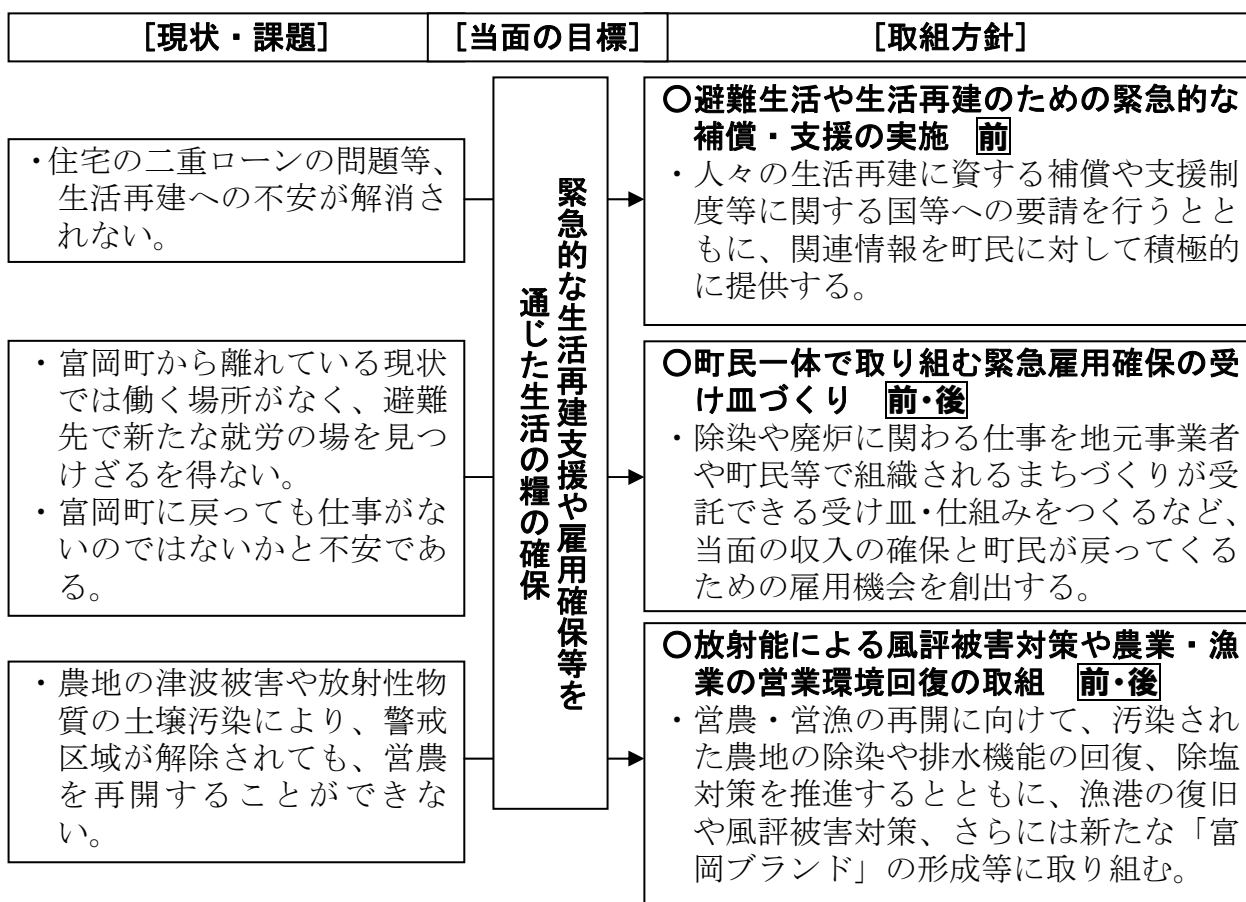 [現状・課題]
[当面の目標]
[取組方針]
・住宅の二重ローンの問題等、
生活再建への不安が解消さ
れない。
・富岡町から離れている現状
では働く場所がなく、避難
先で新たな就労の場を見つ
けざるを得ない。
・富岡町に戻っても仕事がな
いのではないかと不安であ
る。
・農地の津波被害や放射性物
質の土壌汚染により、警戒
区域が解除されても、営農
を再開することができな
い。
緊急的な生活再建支援や雇用確保等を
通じた生活の糧の確保
○避難生活や生活再建のための緊急的な
補償・支援の実施 前
・人々の生活再建に資する補償や支援制
度等に関する国等への要請を行うとと
もに、関連情報を町民に対して積極的
に提供する。
○町民一体で取り組む緊急雇用確保の受
け皿づくり 前・後
・除染や廃炉に関わる仕事を地元事業者
や町民等で組織されるまちづくりが受
託できる受け皿・仕組みをつくるなど、
当面の収入の確保と町民が戻ってくる
ための雇用機会を創出する。
○放射能による風評被害対策や農業・漁
業の営業環境回復の取組 前・後
・営農・営漁の再開に向けて、汚染され
た農地の除染や排水機能の回復、除塩
対策を推進するとともに、漁港の復旧
や風評被害対策、さらには新たな「富
岡ブランド」の形成等に取り組む。